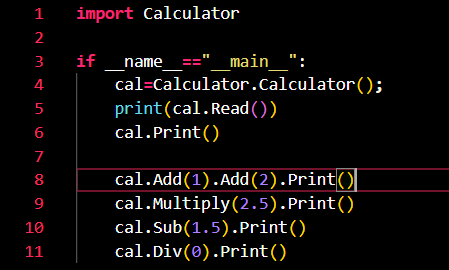 1 import Calculator
2
3 if __name__=="__main__":
4     cal=Calculator.Calculator();
5     print(cal.Read())
6     cal.Print()
7
8     cal.Add(1).Add(2).Print()
9     cal.Multiply(2.5).Print()
10     cal.Sub(1.5).Print()
11     cal.Div(0).Print()